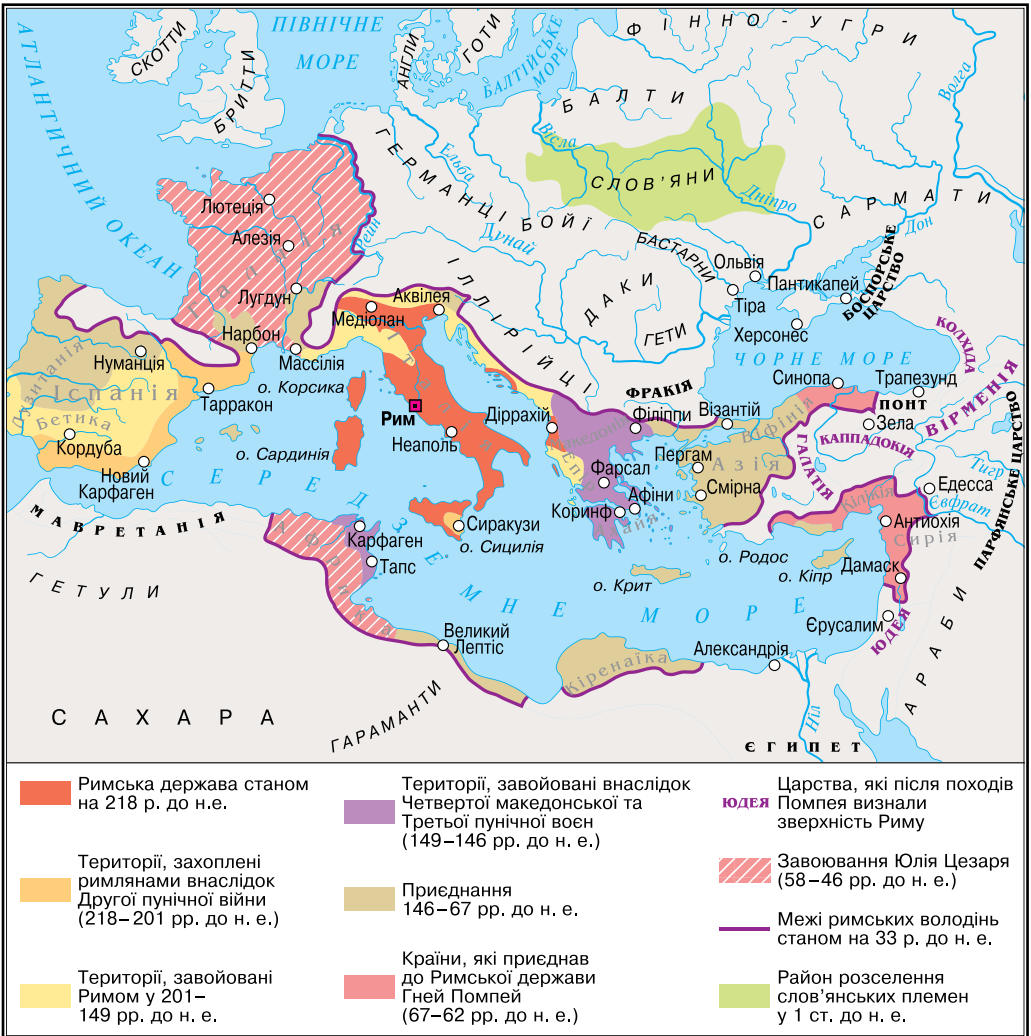 СКОТТИ
БРИТТИ
АТЛАНТИЧНИЙ ОКЕАН
ПІВНІЧНЕ
МОРЕ
АНГЛИ
ГОТИ
БАЛТІЙСЬКЕ
МОРЕ
ФІННО-УГРИ
Волга
БАЛТИ
Вісла
СЛОВ'ЯНИ
Дніпро
САРМАТИ
Дон
ГЕРМАНЦІ
Ельба
БОЇ
Рейн
Дунай
БАСТАРНИ
ДАКИ
ГЕТИ
ІЛЛІРІЙЦІ
Лютеція
Алезія
Галлія
Лугдун
Нарбон
Массілія
Медіолан
Аквілея
Італія
Ольвія
Тіра
Пантикапей
Херсонес
БОСПОРСЬКЕ
ЦАРСТВО
КОЛХІДА
ЧОРНЕ МОРЕ
Нуманція
Лузитанія
Іспанія
Бетика
Кордуба
Тарракон
Новий
Карфаген
о. Корсика
о. Сардинія
Рим
Неаполь
Діррахій
ФРАКІЯ
Філіппи
Візантій
Македонія
Епір
Синопа
Трапезунд
ПОНТ
Зела
ВІРМЕНІЯ
Віфінія
ГАЛАТІЯ
КАППАДОКІЯ
Пергам
Азія
Смірна
Фарсал
Афіни
Коринф
Ахайя
Кілікія
Едесса
Тигр
Євфрат
ПАРФЯНСЬКЕ ЦАРСТВО
Антиохія
Сирія
Дамаск
о. Родос
о. Кіпр
о. Крит
СЕРЕДЗЕМНЕ МОРЕ
Сиракузи
о. Сицилія
МАВРЕТАНІЯ
ГЕТУЛИ
Африка
Карфаген
Тапс
Великий
Лептіс
Кіренаїка
Александрія
Єрусалим
ЮДЕЯ
АРАБИ
САХАРА
ГАРАМАНТИ
Ніл
ЄГИПЕТ
Римська держава станом
на 218 р. до н.е.
Території, захоплені
римлянами внаслідок
Другої пунічної війни
(218–201 рр. до н. е.)
Території, завойовані
Римом у 201–
149 рр. до н. е.
Території, завойовані внаслідок
Четвертої македонської та
Третьої пунічної воєн
(149–146 рр. до н. е.)
Приєднання
146–67 рр. до н. е.
Країни, які приєднав
до Римської держави
Гней Помпей
(67–62 рр. до н. е.)
ЮДЕЯ
Царства, які після походів
Помпея визнали
зверхність Риму
Завоювання Юлія Цезаря
(58–46 рр. до н. е.)
Межі римських володінь
станом на 33 р. до н. е.
Район розселення
слов'янських племен
у 1 ст. до н. е.